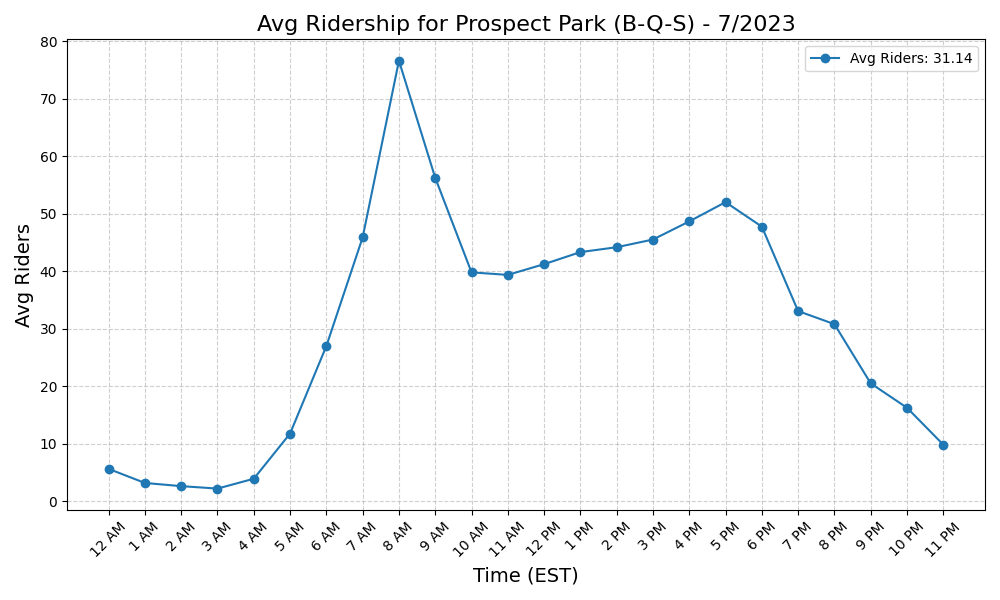 Avg Ridership for Prospect Park (B-Q-S) - 7/2023
Avg Riders: 31.14
Avg Riders
80
70
60
50
40
30
20
10
0
12 AM
1 AM
2 AM
3 AM
4 AM
5 AM
6 AM
7 AM
8 AM
9 AM
10 AM
11 AM
12 PM
1 PM
2 PM
3 PM
4 PM
5 PM
6 PM
7 PM
8 PM
9 PM
10 PM
11 PM
Time (EST)